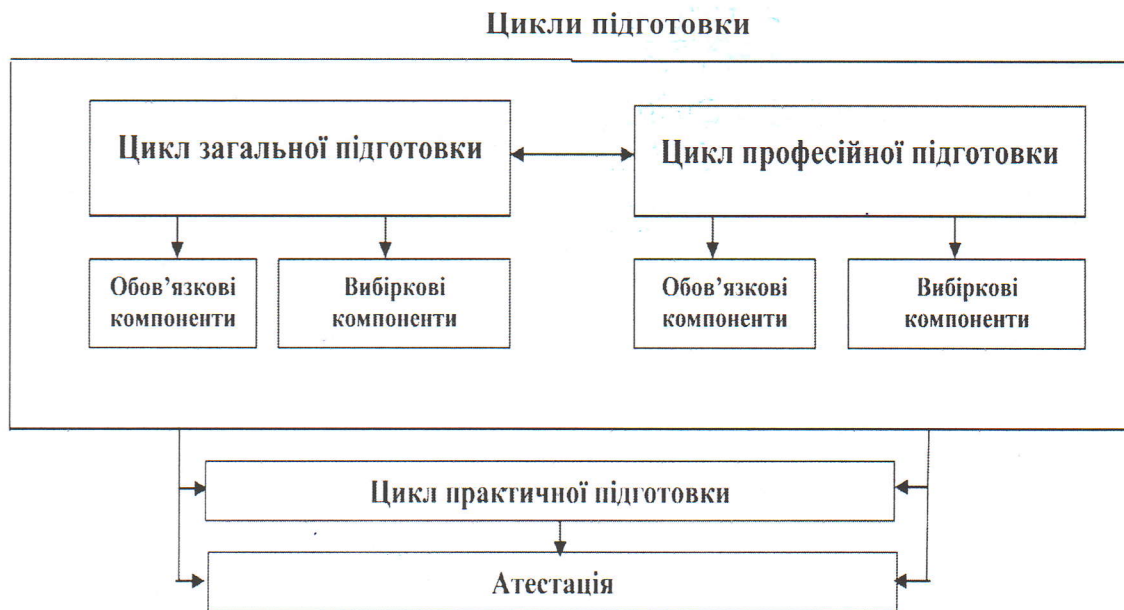 Цикли підготовки
Цикл загальної підготовки
Цикл професійної підготовки
Обов’язкові
компоненти
Вибіркові
компоненти
Обов’язкові
компоненти
Вибіркові
компоненти
Цикл практичної підготовки
Атестація